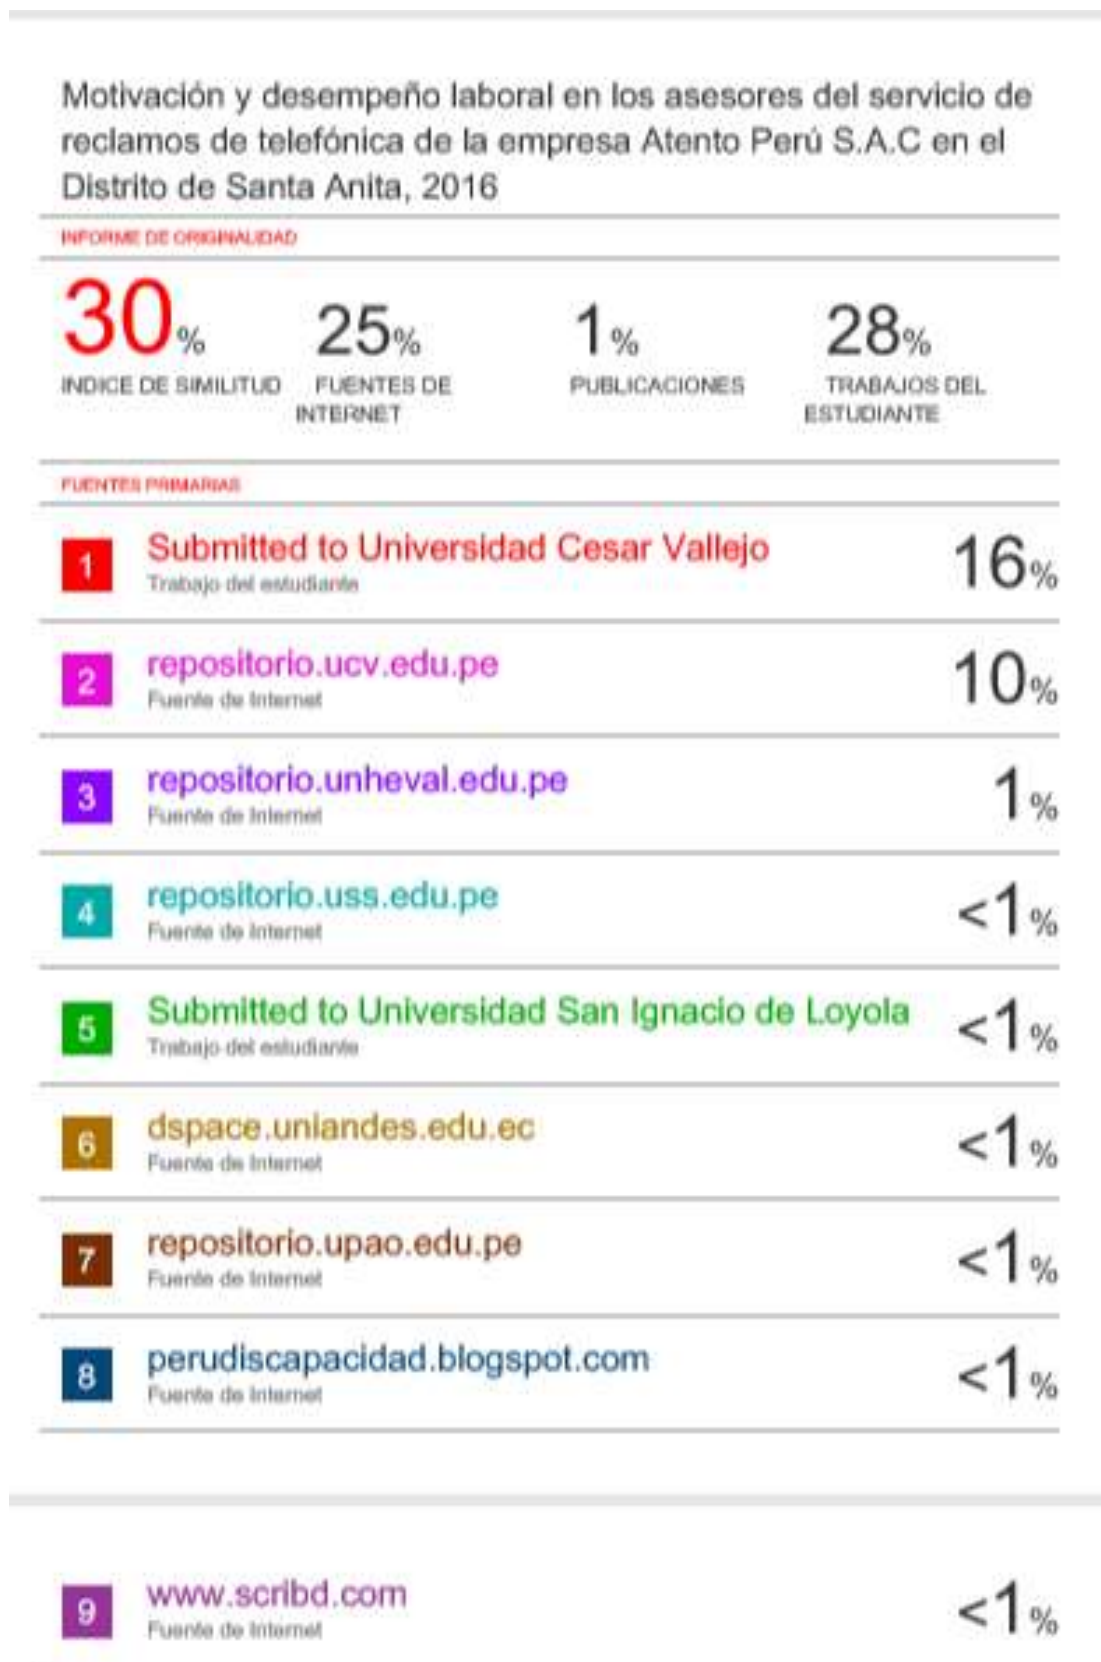 Motivación y desempeño laboral en los asesores del servicio de
reclamos de telefónica de la empresa Atento Perú S.A.C en el
Distrito de Santa Anita, 2016
INFORME DE ORIGINALIDAD
30% 25% 1% 28%
INDICE DE SIMILITUD FUENTES DE PUBLICACIONES TRABAJOS DEL
INTERNET ESTUDIANTE
FUENTES PRIMARIAS
1 Submitted to Universidad Cesar Vallejo 16%
Trabajo del estudiante
2 repositorio.ucv.edu.pe 10%
Fuente de Internet
3 repositorio.unheval.edu.pe 1%
Fuente de Internet
4 repositorio.uss.edu.pe <1%
Fuente de Internet
5 Submitted to Universidad San Ignacio de Loyola <1%
Trabajo del estudiante
6 dspace.uniandes.edu.ec <1%
Fuente de Internet
7 repositorio.upao.edu.pe <1%
Fuente de Internet
8 perudiscapacidad.blogspot.com <1%
Fuente de Internet
9 www.scribd.com <1%
Fuente de Internet